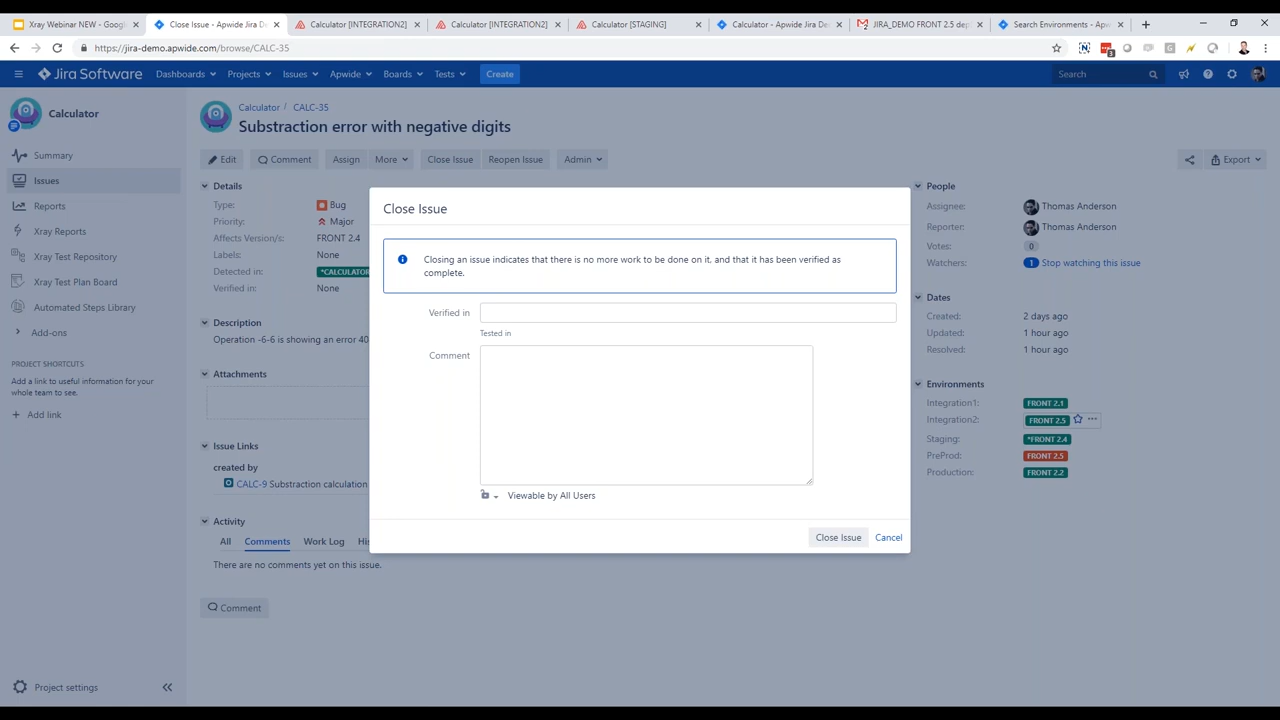 Xray Webinar NEW - Goog
Close Issue - Apwide Jira D
Calculator [INTEGRATION2]
Calculator [INTEGRATION2]
Calculator [STAGING]
Calculator - Apwide Jira De
JIRA_DEMO FRONT 2.5 dep
Search Environments - Apw
https://jira-demo.apwide.com/browse/CALC-35
3
Jira Software
Dashboards
Projects
Issues
Apwide
Boards
Tests
Create
Search
Calculator
Summary
Issues
Reports
Xray Reports
Xray Test Repository
Xray Test Plan Board
Automated Steps Library
Add-ons
PROJECT SHORTCUTS
Add a link to useful information for your
whole team to see.
Add link
Project settings
Calculator / CALC-35
Substraction error with negative digits
Edit
Comment
Assign
More
Close Issue
Reopen Issue
Admin
Export
Details
Type: Bug
Priority: Major
Affects Version/s: FRONT 2.4
Labels: None
Detected in: *CALCULATOR
Verified in: None
Description
Operation -6-6 is showing an error 40
Attachments
Issue Links
created by
CALC-9 Substraction calculation
Activity
All
Comments
Work Log
Hi
There are no comments yet on this issue.
Comment
Close Issue
Closing an issue indicates that there is no more work to be done on it, and that it has been verified as
complete.
Verified in
Tested in
Comment
Viewable by All Users
Close Issue
Cancel
People
Assignee: Thomas Anderson
Reporter: Thomas Anderson
Votes: 0
Watchers: 1 Stop watching this issue
Dates
Created: 2 days ago
Updated: 1 hour ago
Resolved: 1 hour ago
Environments
Integration1: FRONT 2.1
Integration2: FRONT 2.5
Staging: *FRONT 2.4
PreProd: FRONT 2.5
Production: FRONT 2.2